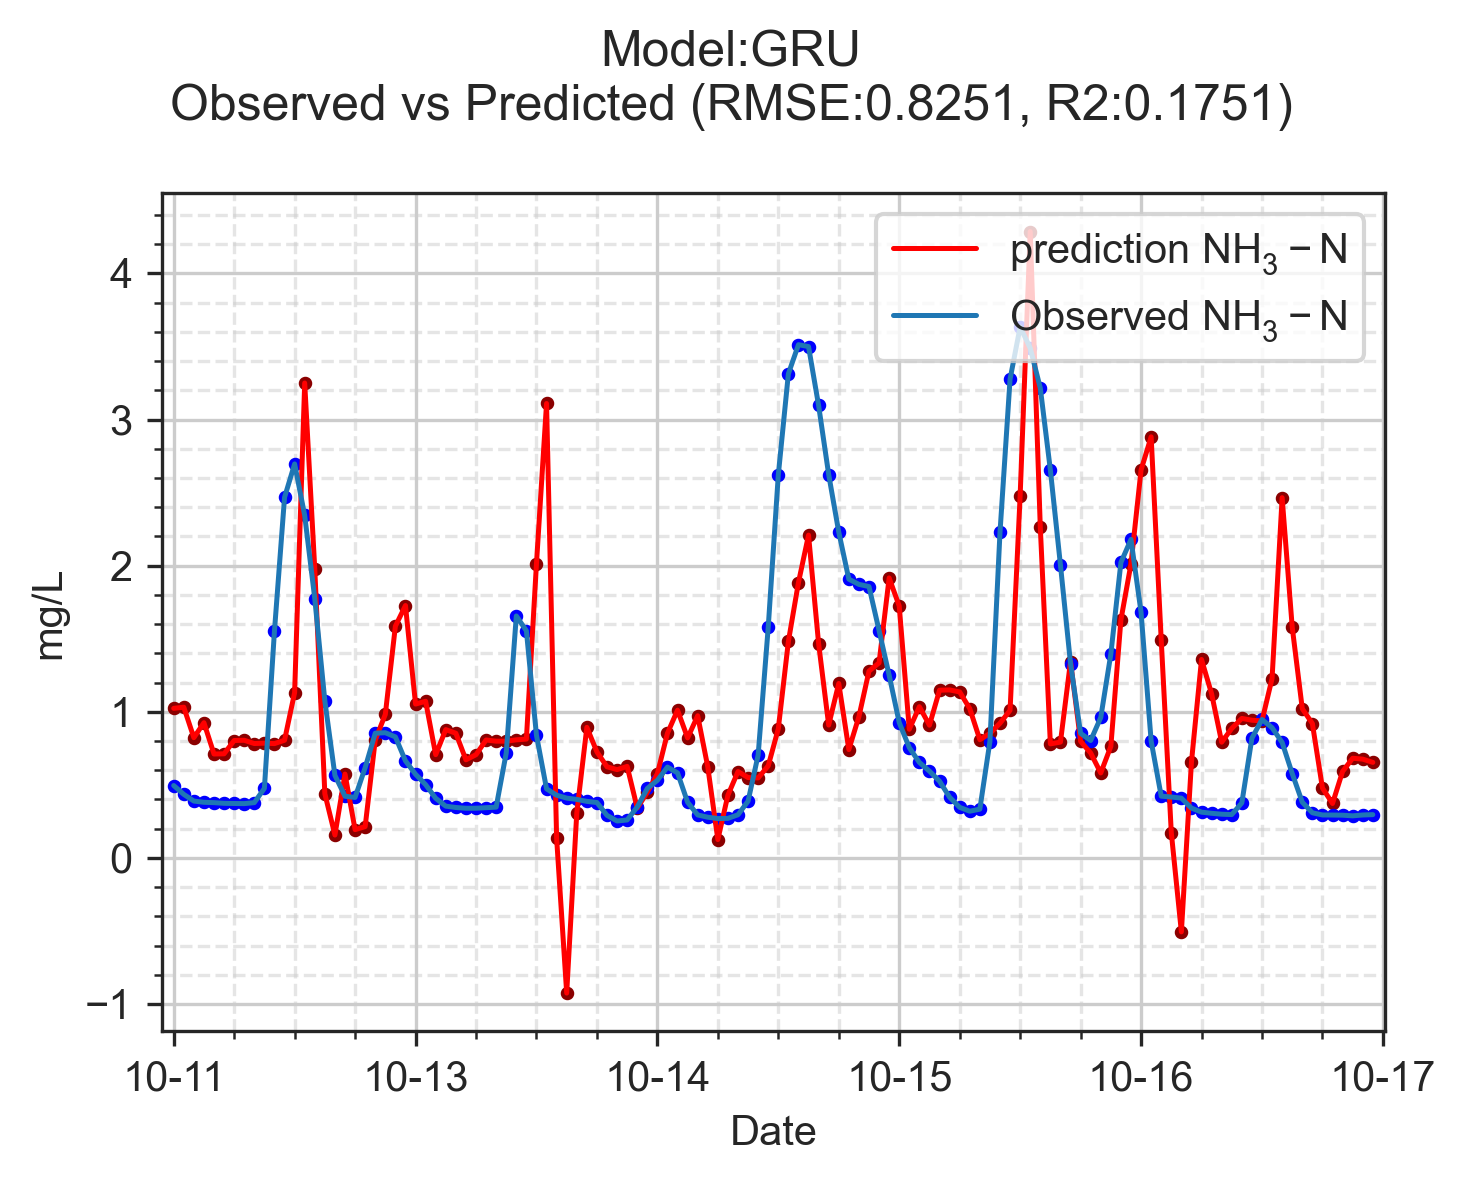 Model:GRU
Observed vs Predicted (RMSE:0.8251, R2:0.1751)
prediction NH₃ − N
Observed NH₃ − N
mg/L
4
3
2
1
0
−1
10-11 10-13 10-14 10-15 10-16 10-17
Date